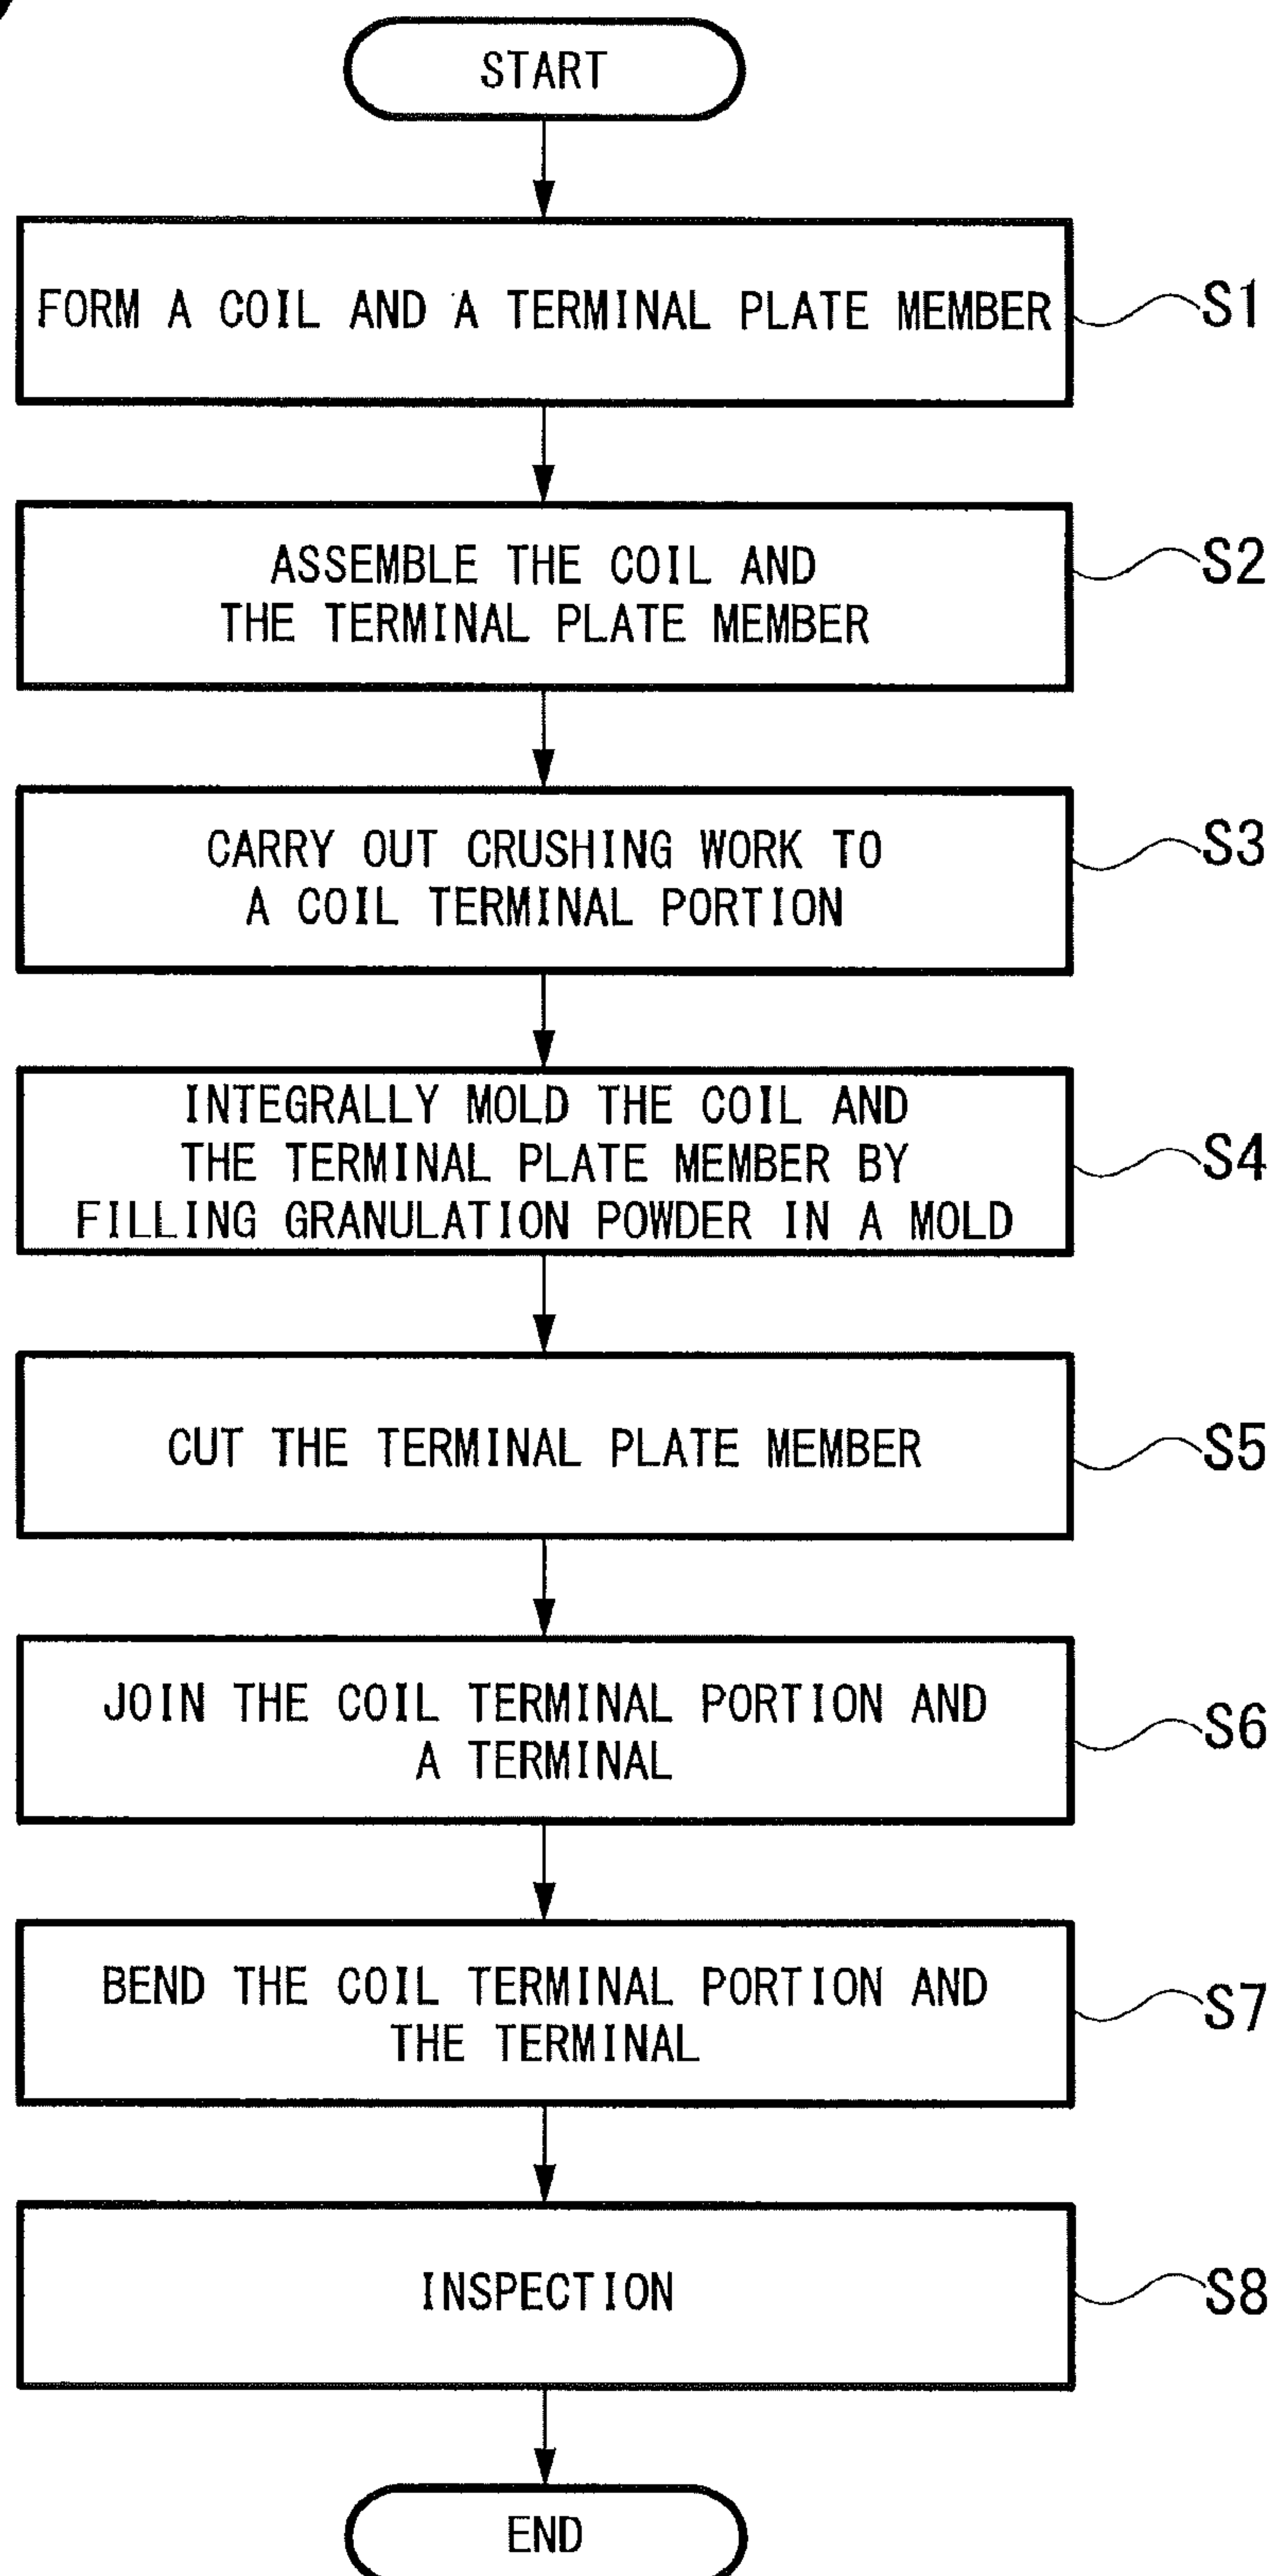 START
FORM A COIL AND A TERMINAL PLATE MEMBER
S1
ASSEMBLE THE COIL AND
THE TERMINAL PLATE MEMBER
S2
CARRY OUT CRUSHING WORK TO
A COIL TERMINAL PORTION
S3
INTEGRALLY MOLD THE COIL AND
THE TERMINAL PLATE MEMBER BY
FILLING GRANULATION POWDER IN A MOLD
S4
CUT THE TERMINAL PLATE MEMBER
S5
JOIN THE COIL TERMINAL PORTION AND
A TERMINAL
S6
BEND THE COIL TERMINAL PORTION AND
THE TERMINAL
S7
INSPECTION
S8
END